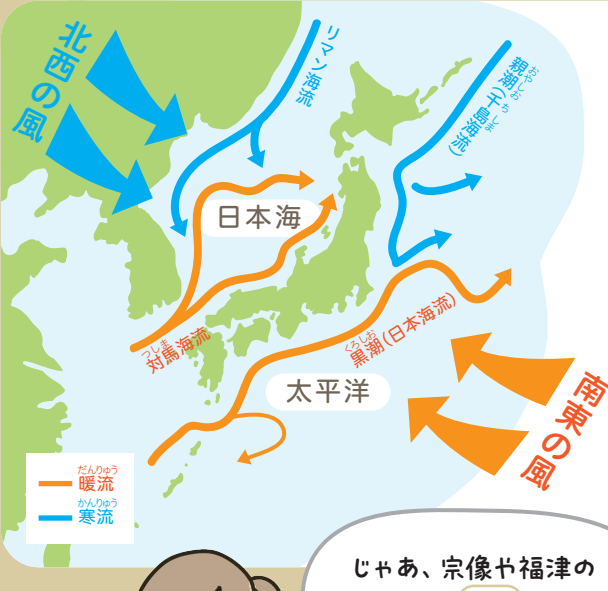 北西の風
リマン海流
親潮(千島海流)
おやしお ちしま
日本海
対馬海流
つしま
黒潮(日本海流)
くろしお
太平洋
南東の風
だんりゅう
暖流
かんりゅう
寒流
じゃあ、宗像や福津の